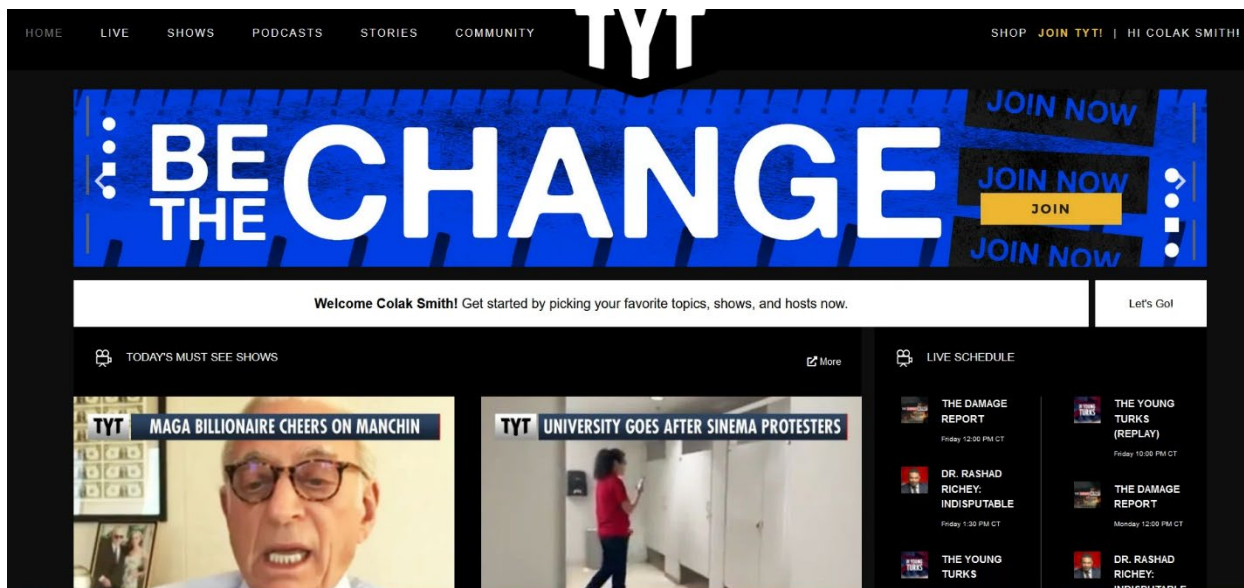 HOME LIVE SHOWS PODCASTS STORIES COMMUNITY
TYT
SHOP JOIN TYT! | HI COLAK SMITH!
BE
THE
CHANGE
JOIN NOW
JOIN NOW
JOIN
JOIN NOW
Welcome Colak Smith! Get started by picking your favorite topics, shows, and hosts now.
Let's Go!
TODAY'S MUST SEE SHOWS
More
TYT MAGA BILLIONAIRE CHEERS ON MANCHIN
TYT UNIVERSITY GOES AFTER SINEMA PROTESTERS
LIVE SCHEDULE
THE DAMAGE
REPORT
Friday 12:00 PM CT
DR. RASHAD
RICHEY:
INDISPUTABLE
Friday 1:30 PM CT
THE YOUNG
TURKS
THE YOUNG
TURKS
(REPLAY)
Friday 10:00 PM CT
THE DAMAGE
REPORT
Monday 12:00 PM CT
DR. RASHAD
RICHEY: